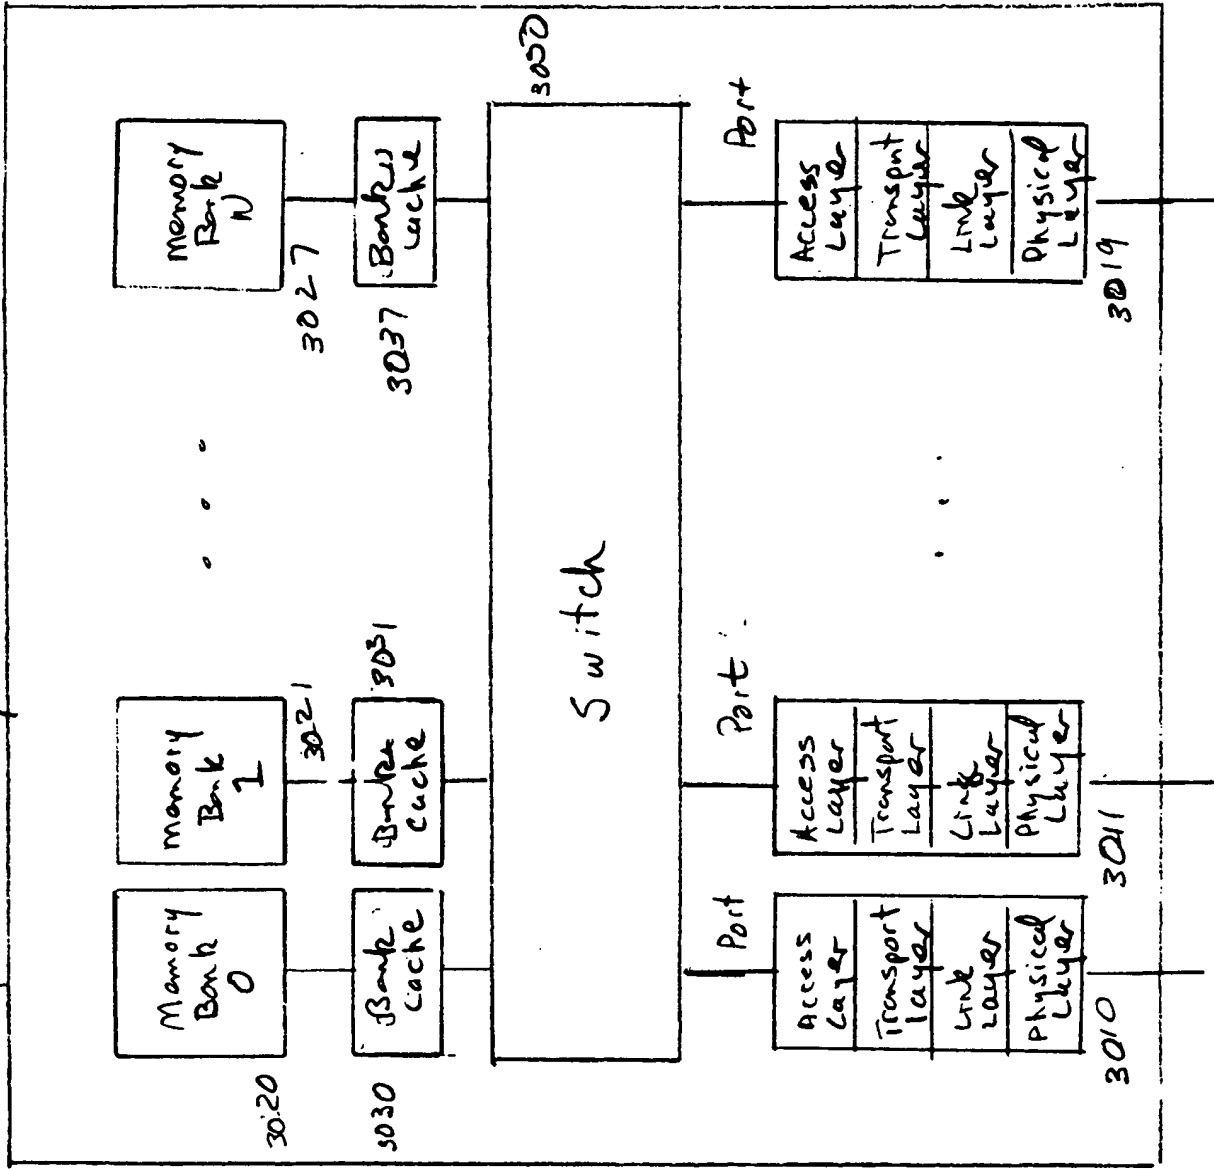 Memory
Bank
0
3020
Memory
Bank
1
3021
Memory
Bank
N
3027
Bank
Cache
3030
Bank
Cache
3031
Bank
Cache
3037
Switch
3050
Port
Access
Layer
Transport
Layer
Link
Layer
Physical
Layer
3010
Port
Access
Layer
Transport
Layer
Link
Layer
Physical
Layer
3011
Port
Access
Layer
Transport
Layer
Link
Layer
Physical
Layer
3019